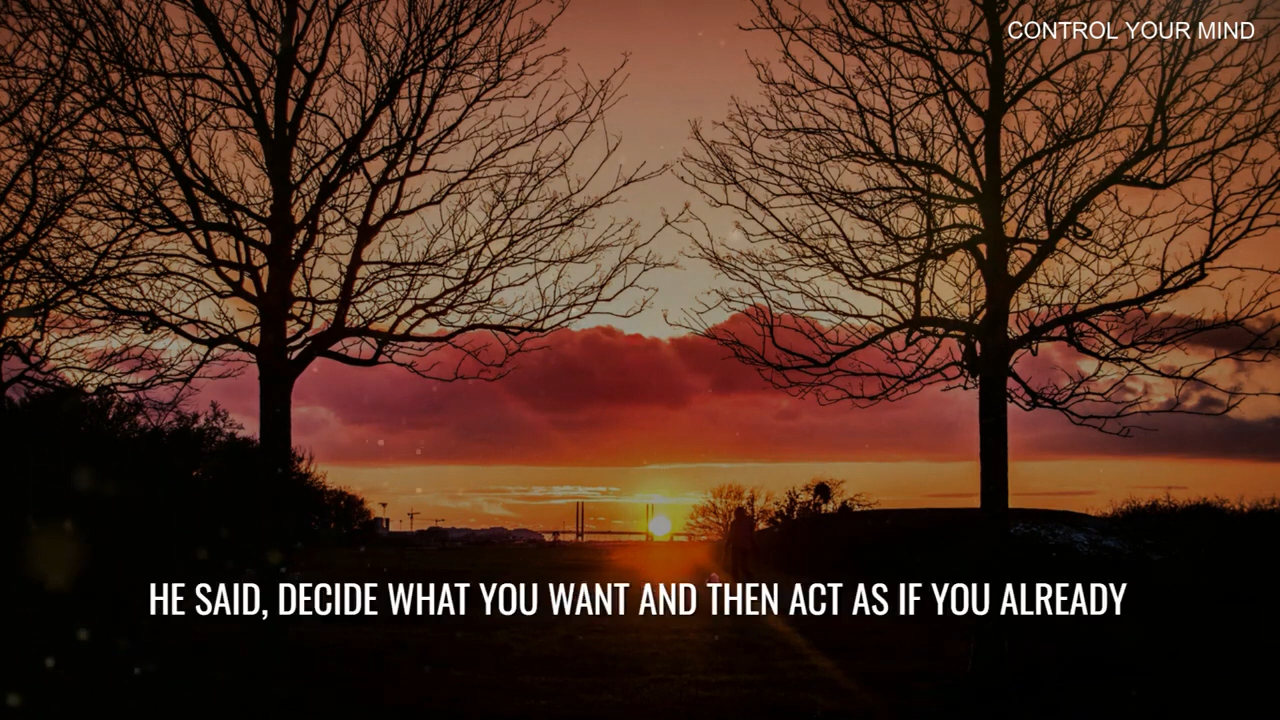 CONTROL YOUR MIND
HE SAID, DECIDE WHAT YOU WANT AND THEN ACT AS IF YOU ALREADY